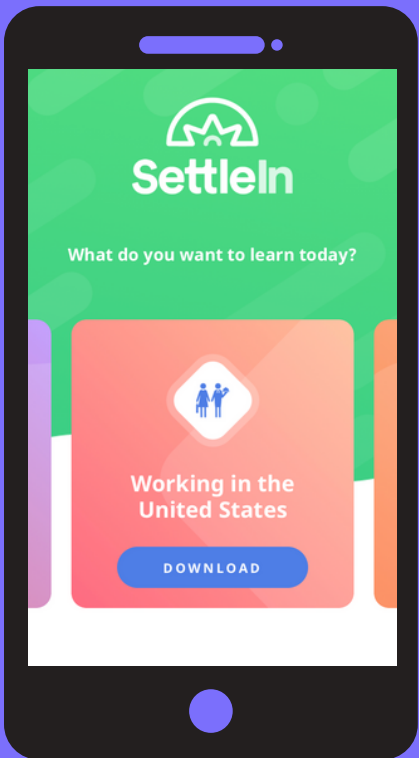 SettleIn
What do you want to learn today?
Working in the
United States
DOWNLOAD